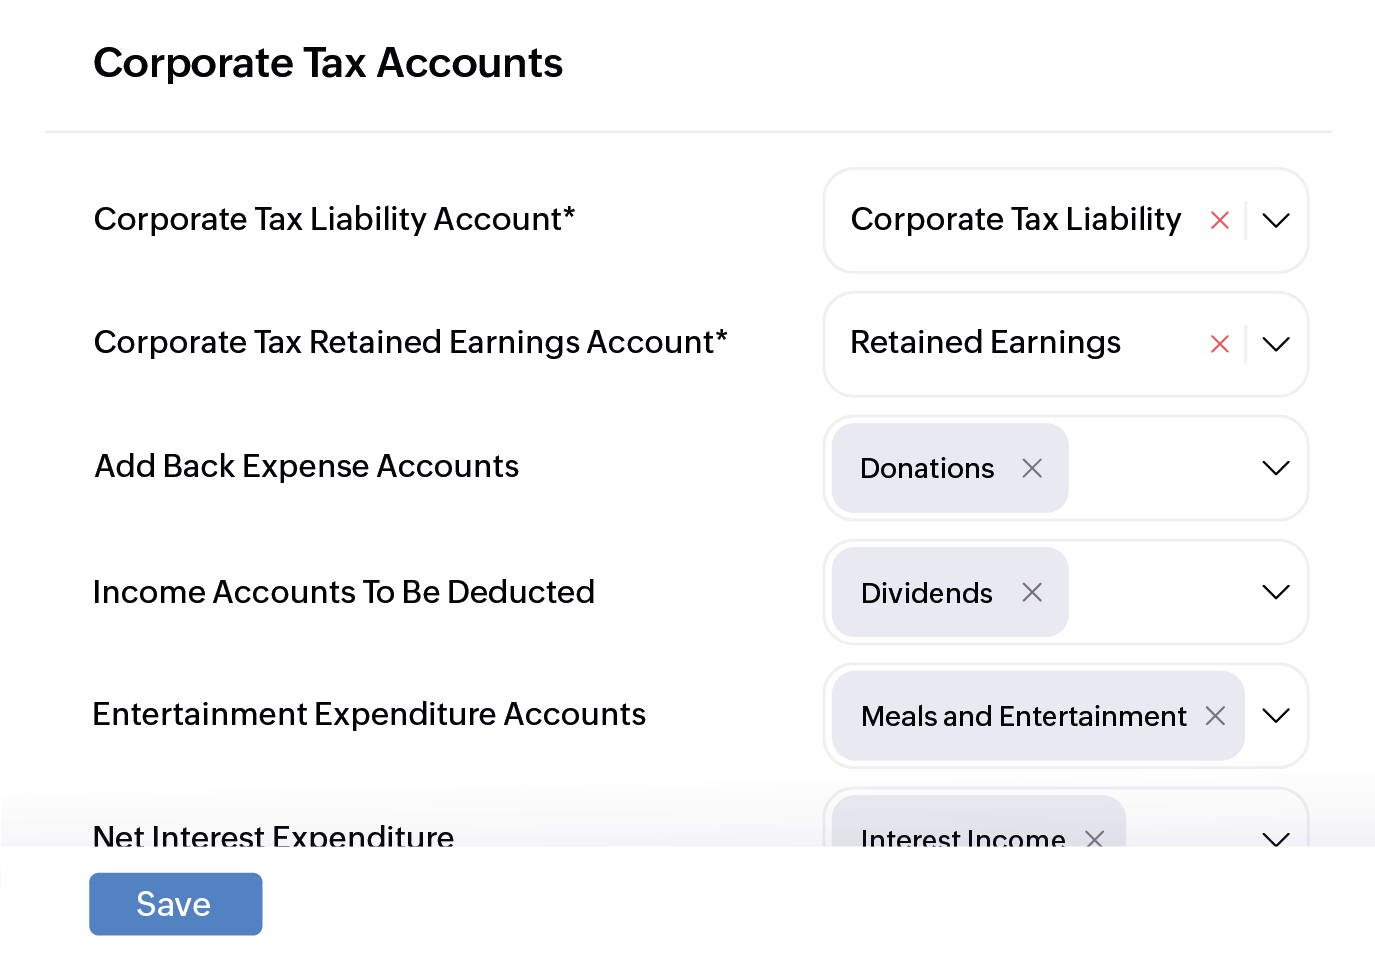 Corporate Tax Accounts
Corporate Tax Liability Account* Corporate Tax Liability
Corporate Tax Retained Earnings Account* Retained Earnings
Add Back Expense Accounts Donations
Income Accounts To Be Deducted Dividends
Entertainment Expenditure Accounts Meals and Entertainment
Net Interest Expenditure Interest Income
Save